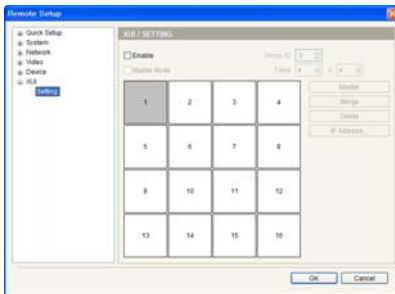 Remote Setup
Quick Setup
System
Network
Video
Device
XUI
Setting
XUI / SETTING
Enable
Group ID
Master Mode
Table 4 X 4
1 2 3 4
5 6 7 8
9 10 11 12
13 14 15 16
Monitor
Merge
Divide
IP Address...
OK Cancel